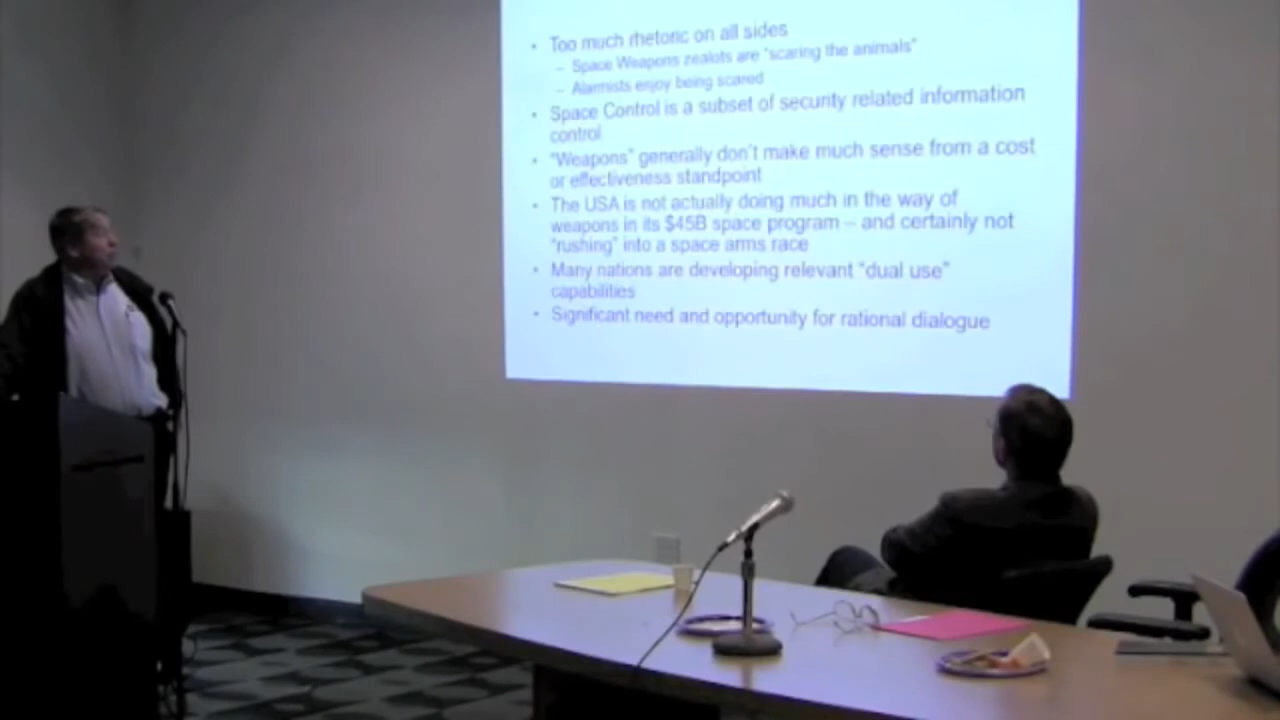 • Too much rhetoric on all sides
– Space Weapons zealots are "scaring the animals"
– Alarmists enjoy being scared
• Space Control is a subset of security related information
control
• "Weapons" generally don't make much sense from a cost
or effectiveness standpoint
• The USA is not actually doing much in the way of
weapons in its $45B space program – and certainly not
"rushing" into a space arms race
• Many nations are developing relevant "dual use"
capabilities
• Significant need and opportunity for rational dialogue